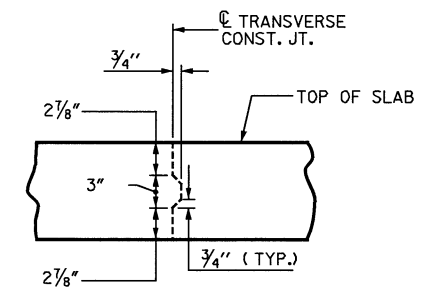 ℄ TRANSVERSE
CONST. JT.
3/4''
2 7/8"
TOP OF SLAB
3"
3/4'' (TYP.)
2 7/8"